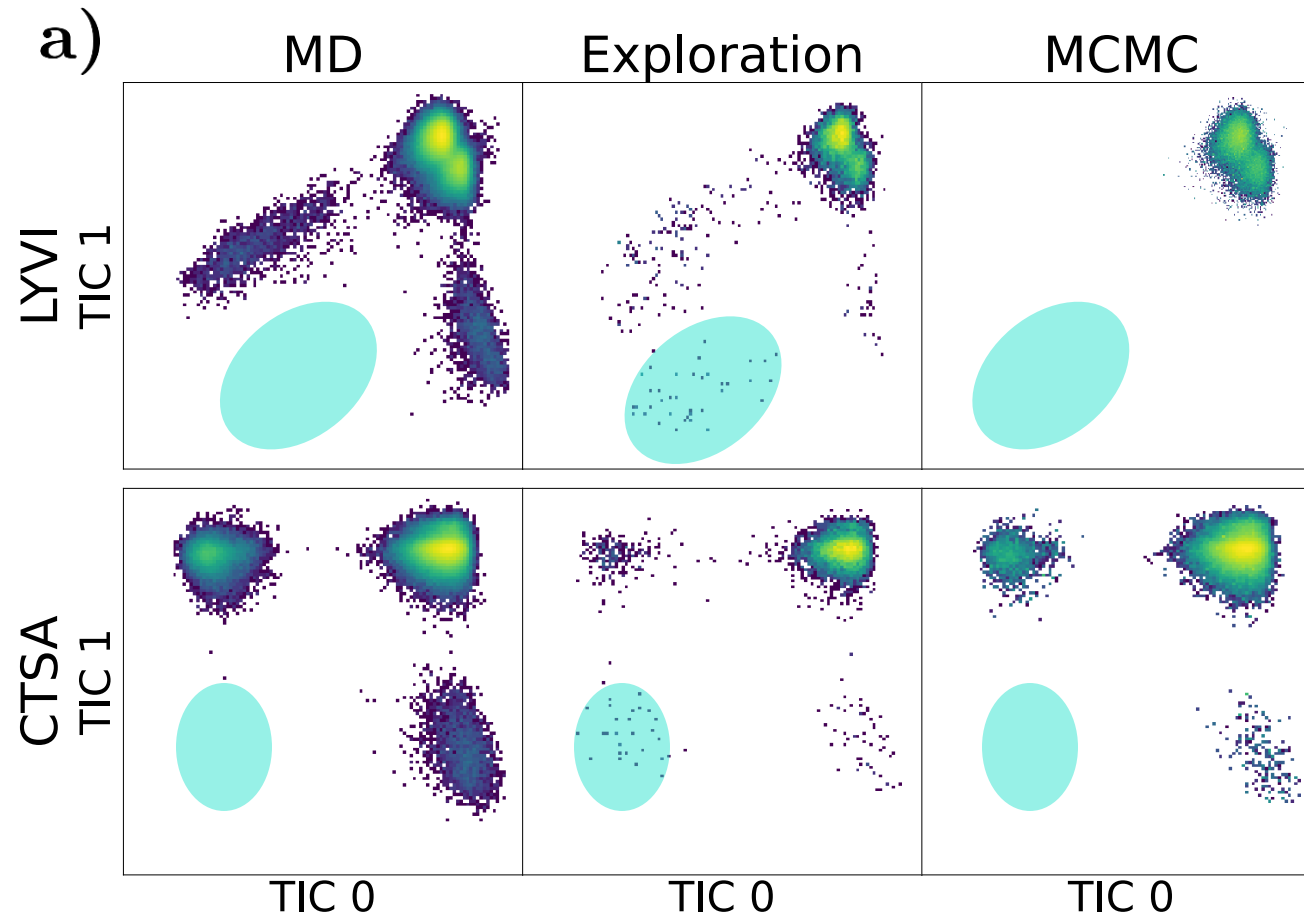 a)
MD Exploration MCMC
LYVI
TIC 1
CTSA
TIC 1
TIC 0 TIC 0 TIC 0